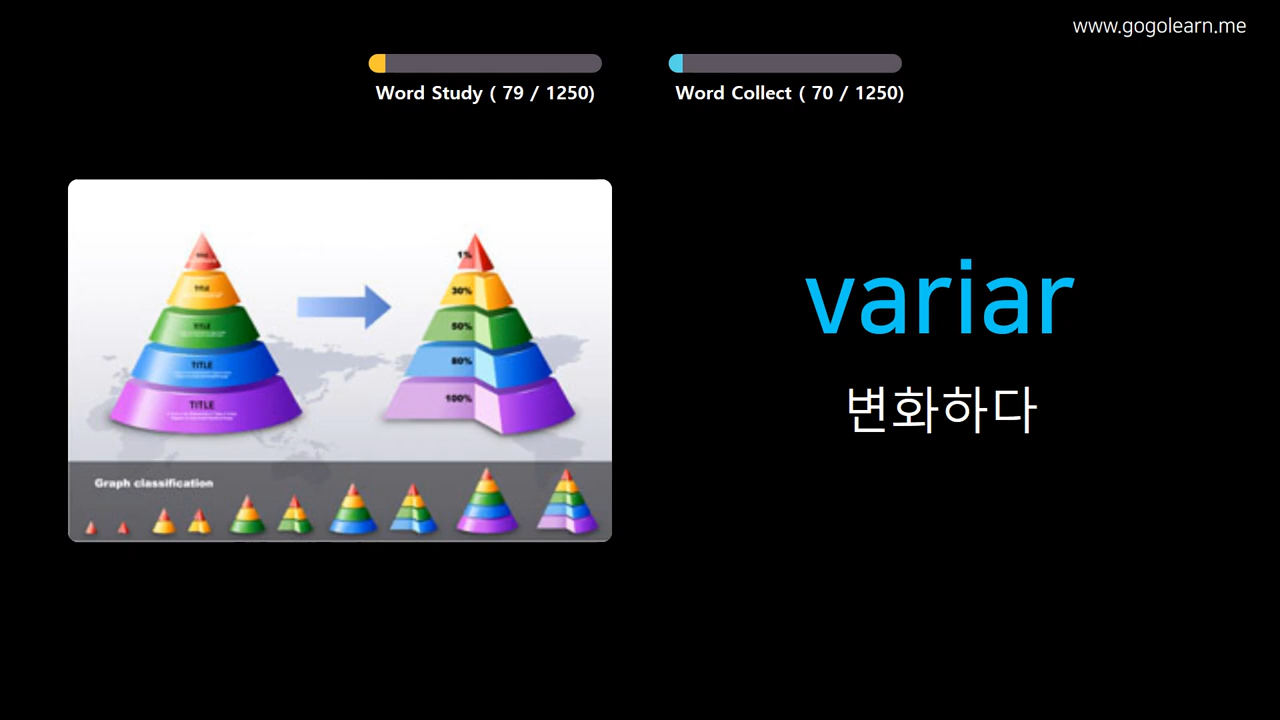 www.gogolearn.me
Word Study ( 79 / 1250)
Word Collect ( 70 / 1250)
TITLE
TITLE
TITLE
TITLE
1%
30%
50%
80%
100%
Graph classification
variar
변화하다